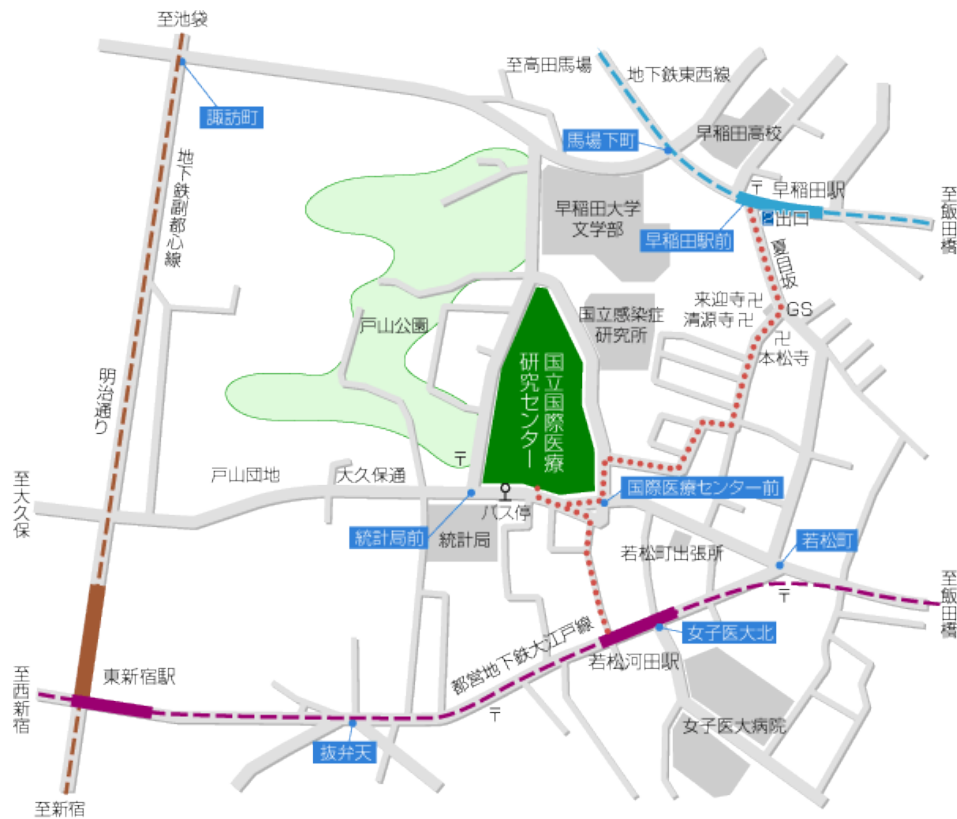 至池袋
諏訪町
地下鉄副都心線
至高田馬場
地下鉄東西線
馬場下町
早稲田高校
〒
早稲田駅
出口
早稲田駅前
至飯田橋
早稲田大学
文学部
夏目坂
来迎寺卍
清源寺卍
GS
卍
本松寺
国立感染症
研究所
戸山公園
国立国際医療
研究センター
明治通り
〒
戸山団地
大久保通
至大久保
バス停
国際医療センター前
統計局前
統計局
若松町出張所
若松町
〒
至飯田橋
女子医大北
若松河田駅
都営地下鉄大江戸線
〒
東新宿駅
至西新宿
女子医大病院
抜弁天
至新宿